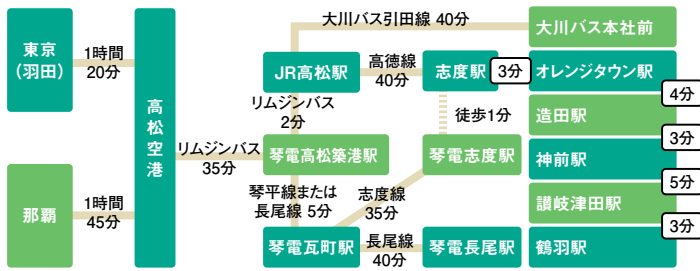 大川バス引田線 40分
大川バス本社前
東京
(羽田)
1時間
20分
高松空港
JR高松駅
高徳線
40分
志度駅
3分
オレンジタウン駅
4分
リムジンバス
2分
徒歩1分
造田駅
3分
リムジンバス
35分
琴電高松築港駅
琴電志度駅
神前駅
5分
那覇
1時間
45分
琴平線または
長尾線 5分
志度線
35分
讃岐津田駅
3分
琴電瓦町駅
長尾線
40分
琴電長尾駅
鶴羽駅